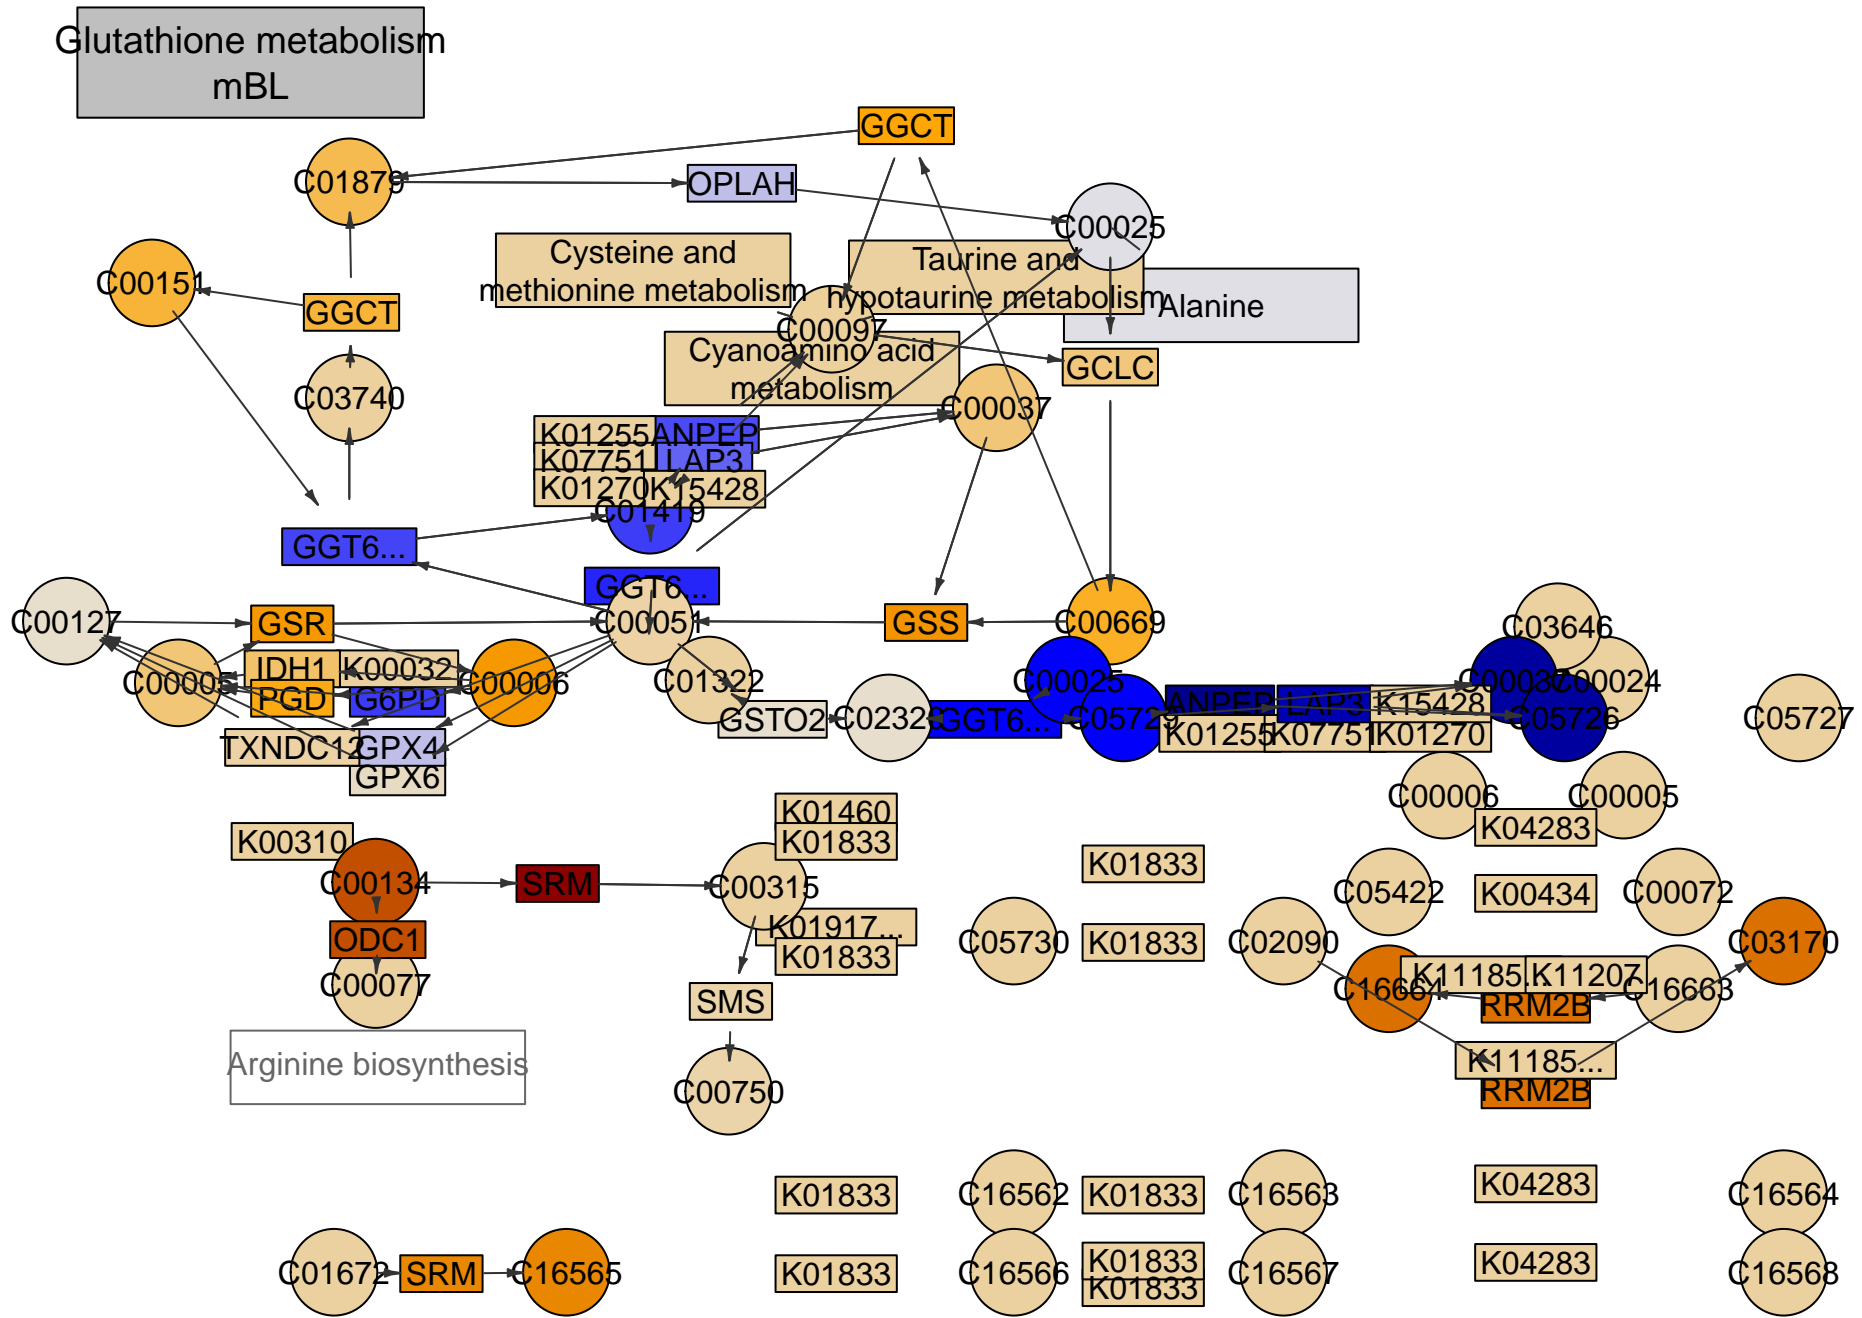 Glutathione metabolism
mBL
GGCT
C01879
OPLAH
C00025
Cysteine and
methionine metabolism
Taurine and
hypotaurine metabolism
Alanine
C00151
GGCT
C00097
Cyanoamino acid
metabolism
GCLC
C03740
C00037
K01255
ANPEP
K07751
LAP3
K01270
K15428
C01419
GGT6...
GGT6...
C00127
GSR
C00051
GSS
C00669
C03646
IDH1
K00032
C00005
C00006
PGD
G6PD
C01322
C00025
C00037
C00024
GSTO2
C02320
GGT6...
C05729
ANPEP
LAP3
K15428
C05726
C05727
K01255
K07751
K01270
TXNDC12
GPX4
GPX6
C00006
C00005
K01460
K04283
K00310
K01833
K01833
C00134
SRM
C00315
C05422
K00434
C00072
K01917...
ODC1
K01833
C05730
K01833
C02090
C03170
C00077
SMS
C16664
K11185...
K11207
C16663
RRM2B
Arginine biosynthesis
K11185...
C00750
RRM2B
K01833
C16562
K01833
C16563
K04283
C16564
C01672
SRM
C16565
K01833
C16566
K01833
K01833
C16567
K04283
C16568